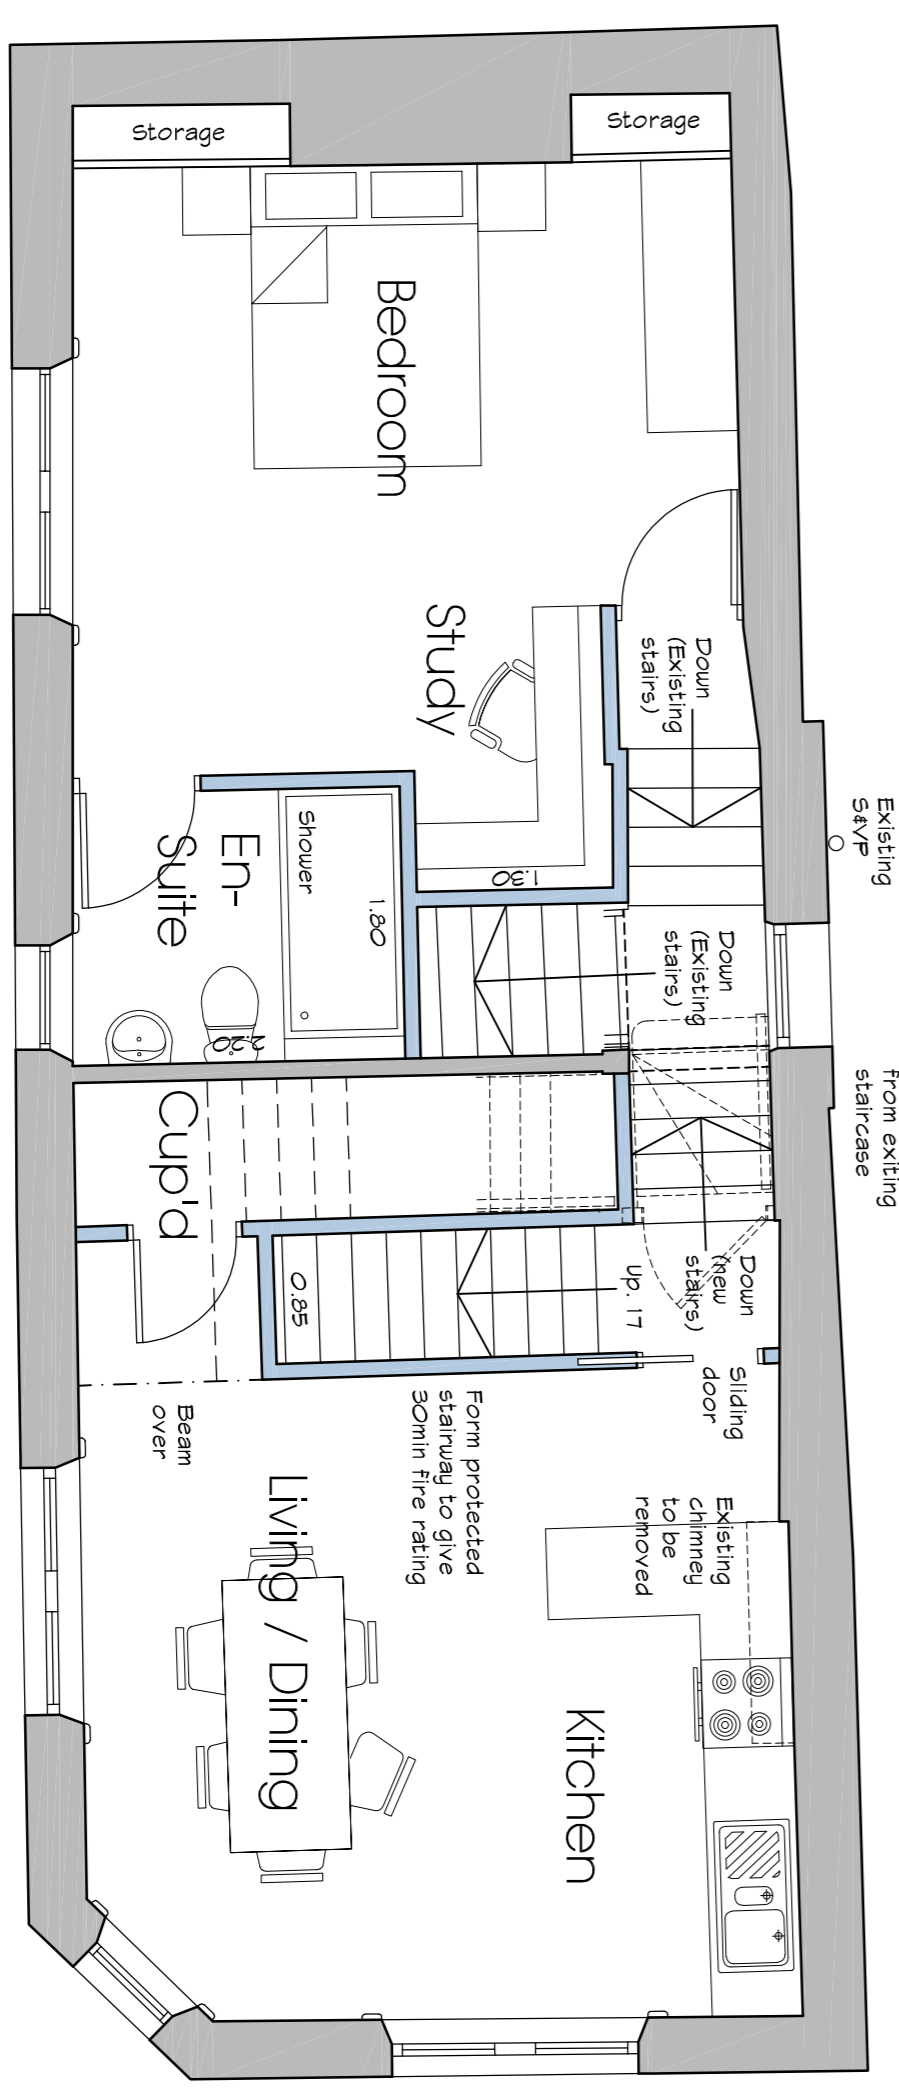 Storage
Storage
Bedroom
Study
Down
(Existing
stairs)
Existing
S&VP
Shower
1.80
1.30
En-
Suite
2.20
Down
(Existing
stairs)
from exiting
staircase
Cup'd
0.85
Up. 17
Down
(new
stairs)
Sliding
door
Beam
over
Form protected
stairway to give
30min fire rating
Existing
chimney
to be
removed
Living / Dining
Kitchen